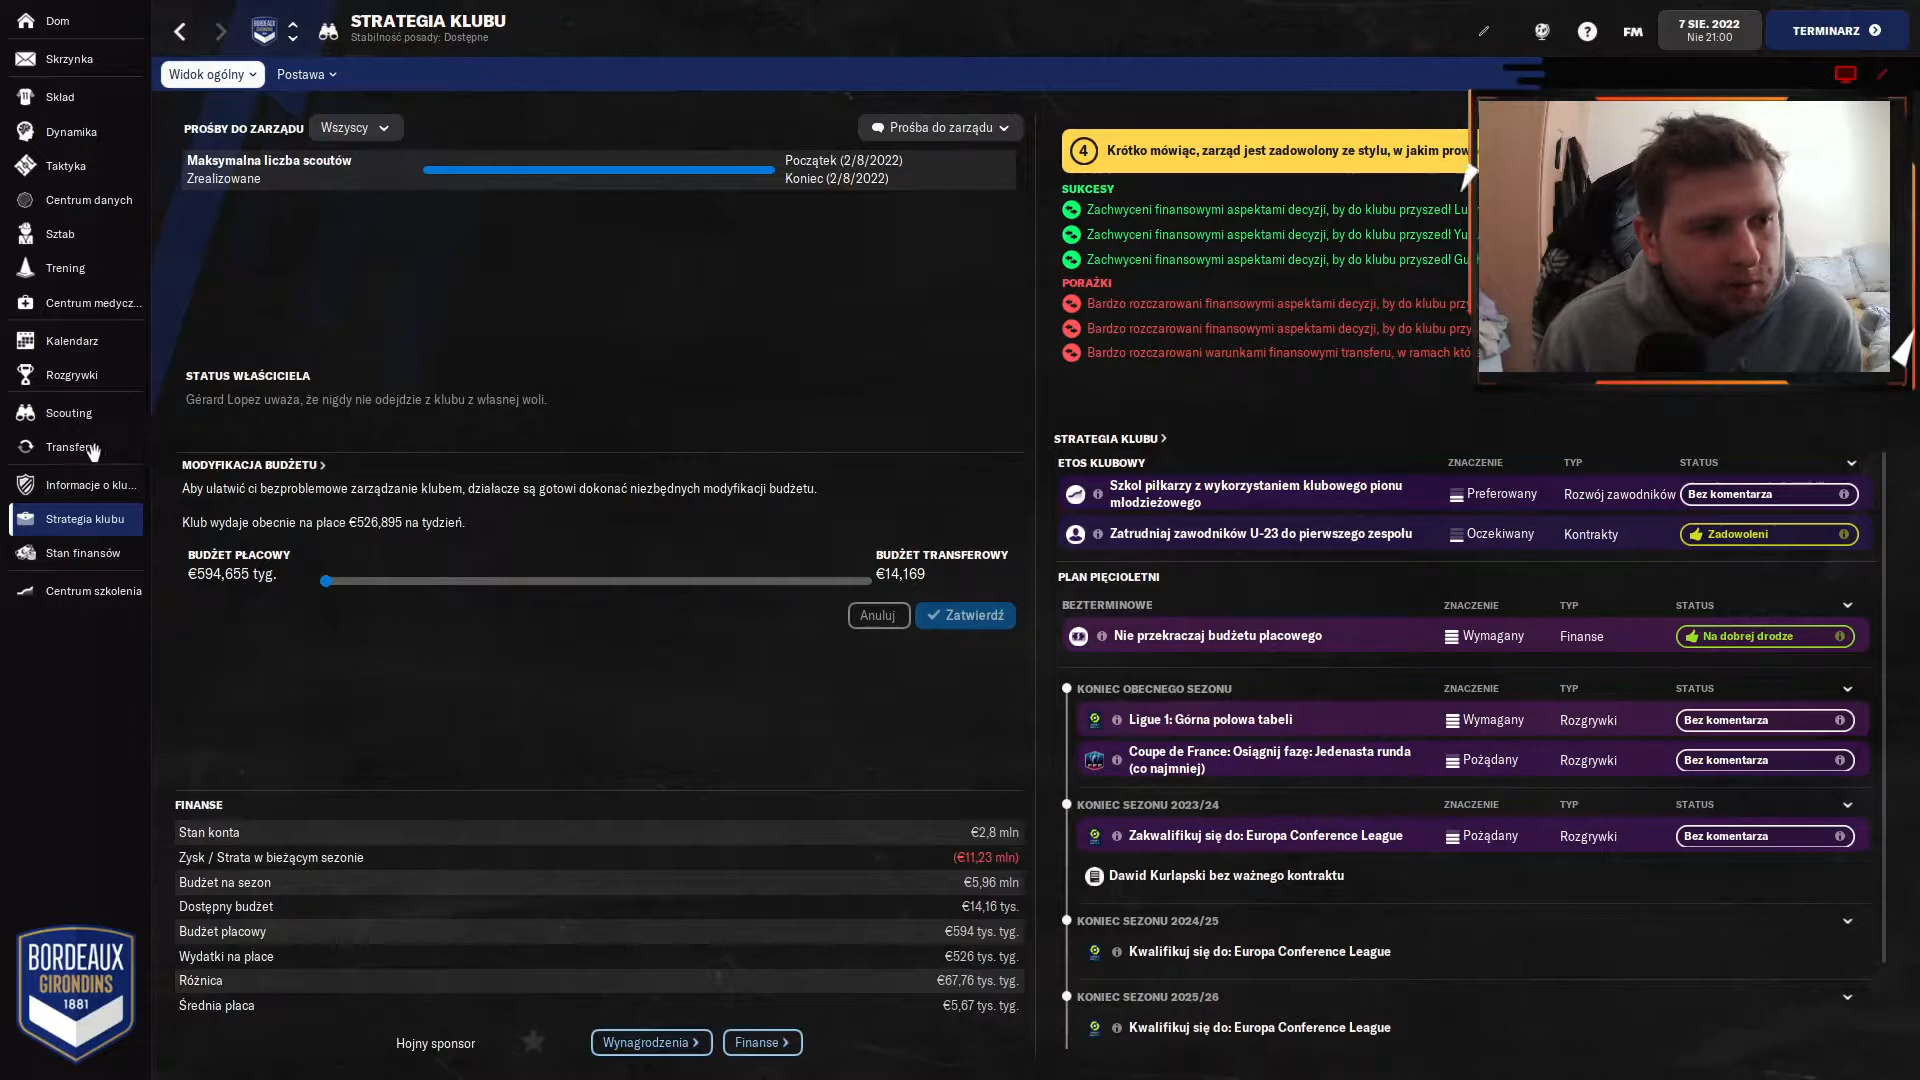 Dom
Skrzynka
Skład
Dynamika
Taktyka
Centrum danych
Sztab
Trening
Centrum medycz...
Kalendarz
Rozgrywki
Scouting
Transfery
Informacje o klu...
Strategia klubu
Stan finansów
Centrum szkolenia
BORDEAUX
GIRONDINS
1881
STRATEGIA KLUBU
Stabilność posady: Dostępne
FM
7 SIE. 2022
Nie 21:00
TERMINARZ
Widok ogólny
Postawa
PROŚBY DO ZARZĄDU
Wszyscy
Prośba do zarządu
Maksymalna liczba scoutów
Początek (2/8/2022)
Zrealizowane
Koniec (2/8/2022)
STATUS WŁAŚCICIELA
Gérard Lopez uważa, że nigdy nie odejdzie z klubu z własnej woli.
MODYFIKACJA BUDŻETU >
Aby ułatwić ci bezproblemowe zarządzanie klubem, działacze są gotowi dokonać niezbędnych modyfikacji budżetu.
Klub wydaje obecnie na płace €526,895 na tydzień.
BUDŻET PŁACOWY
€594,655 tyg.
BUDŻET TRANSFEROWY
€14,169
Anuluj
Zatwierdź
FINANSE
Stan konta €2,8 mln
Zysk / Strata w bieżącym sezonie (€11,23 mln)
Budżet na sezon €5,96 mln
Dostępny budżet €14,16 tys.
Budżet płacowy €594 tys. tyg.
Wydatki na płace €526 tys. tyg.
Różnica €67,76 tys. tyg.
Średnia płaca €5,67 tys. tyg.
Hojny sponsor
Wynagrodzenia >
Finanse >
4 Krótko mówiąc, zarząd jest zadowolony ze stylu, w jakim prow
SUKCESY
Zachwyceni finansowymi aspektami decyzji, by do klubu przyszedł Lu
Zachwyceni finansowymi aspektami decyzji, by do klubu przyszedł Yu
Zachwyceni finansowymi aspektami decyzji, by do klubu przyszedł Gu
PORAŻKI
Bardzo rozczarowani finansowymi aspektami decyzji, by do klubu przy
Bardzo rozczarowani finansowymi aspektami decyzji, by do klubu przy
Bardzo rozczarowani warunkami finansowymi transferu, w ramach któ
STRATEGIA KLUBU >
ETOS KLUBOWY ZNACZENIE TYP STATUS
Szkol piłkarzy z wykorzystaniem klubowego pionu
młodzieżowego
Preferowany Rozwój zawodników Bez komentarza
Zatrudniaj zawodników U-23 do pierwszego zespołu Oczekiwany Kontrakty Zadowoleni
PLAN PIĘCIOLETNI
BEZTERMINOWE ZNACZENIE TYP STATUS
Nie przekraczaj budżetu płacowego Wymagany Finanse Na dobrej drodze
KONIEC OBECNEGO SEZONU ZNACZENIE TYP STATUS
Ligue 1: Górna połowa tabeli Wymagany Rozgrywki Bez komentarza
Coupe de France: Osiągnij fazę: Jedenasta runda
(co najmniej)
Pożądany Rozgrywki Bez komentarza
KONIEC SEZONU 2023/24 ZNACZENIE TYP STATUS
Zakwalifikuj się do: Europa Conference League Pożądany Rozgrywki Bez komentarza
Dawid Kurlapski bez ważnego kontraktu
KONIEC SEZONU 2024/25
Kwalifikuj się do: Europa Conference League
KONIEC SEZONU 2025/26
Kwalifikuj się do: Europa Conference League